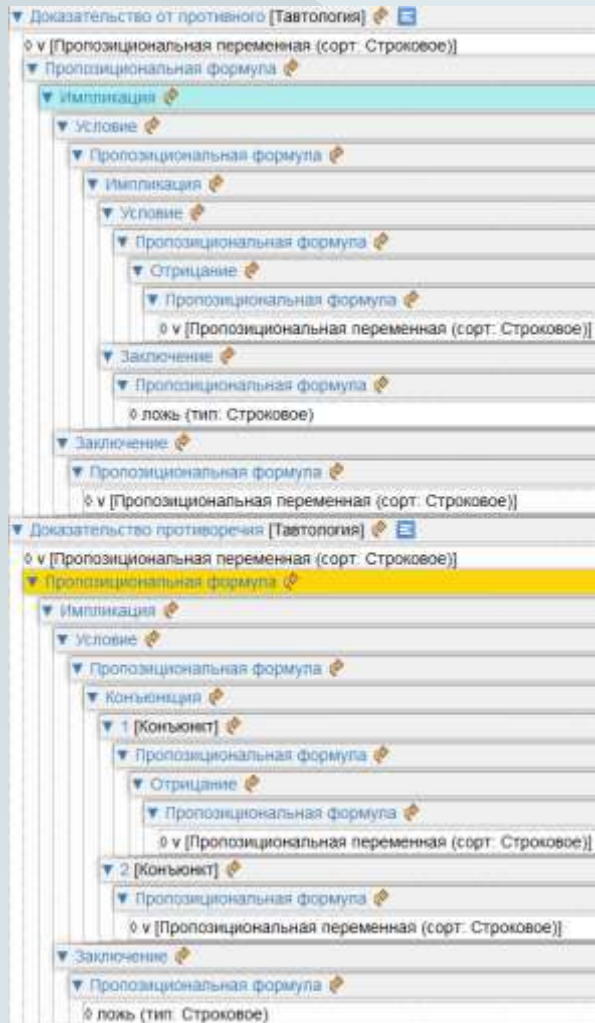 ▼ Доказательство от противного [Тавтология]
◊ v [Пропозициональная переменная (сорт: Строковое)]
▼ Пропозициональная формула
▼ Импликация
▼ Условие
▼ Пропозициональная формула
▼ Импликация
▼ Условие
▼ Пропозициональная формула
▼ Отрицание
▼ Пропозициональная формула
◊ v [Пропозициональная переменная (сорт: Строковое)]
▼ Заключение
▼ Пропозициональная формула
◊ ложь (тип: Строковое)
▼ Заключение
▼ Пропозициональная формула
◊ v [Пропозициональная переменная (сорт: Строковое)]
▼ Доказательство противоречия [Тавтология]
◊ v [Пропозициональная переменная (сорт: Строковое)]
▼ Пропозициональная формула
▼ Импликация
▼ Условие
▼ Пропозициональная формула
▼ Конъюнкция
▼ 1 [Конъюнкт]
▼ Пропозициональная формула
▼ Отрицание
▼ Пропозициональная формула
◊ v [Пропозициональная переменная (сорт: Строковое)]
▼ 2 [Конъюнкт]
▼ Пропозициональная формула
◊ v [Пропозициональная переменная (сорт: Строковое)]
▼ Заключение
▼ Пропозициональная формула
◊ ложь (тип: Строковое)